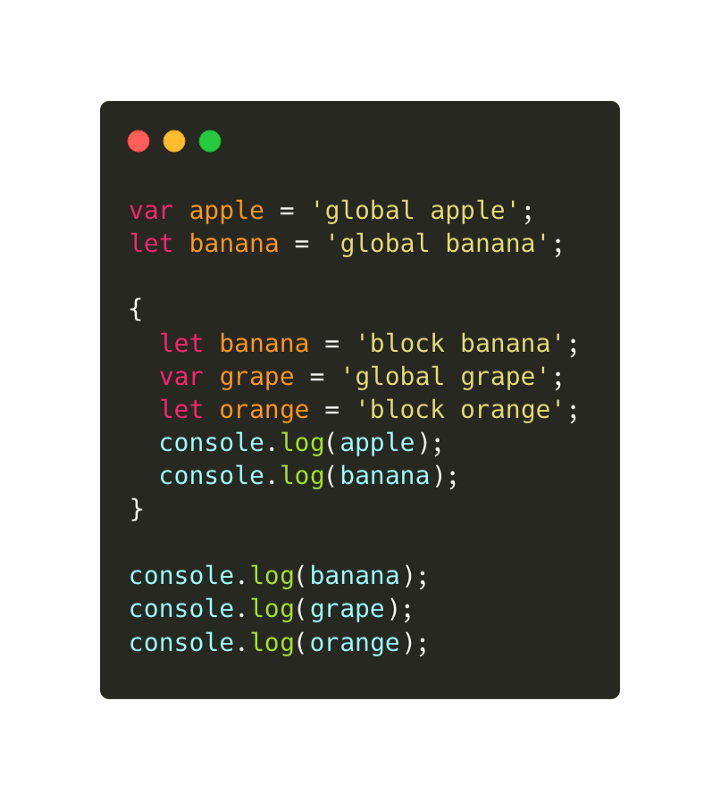 var apple = 'global apple';
let banana = 'global banana';
{
  let banana = 'block banana';
  var grape = 'global grape';
  let orange = 'block orange';
  console.log(apple);
  console.log(banana);
}
console.log(banana);
console.log(grape);
console.log(orange);